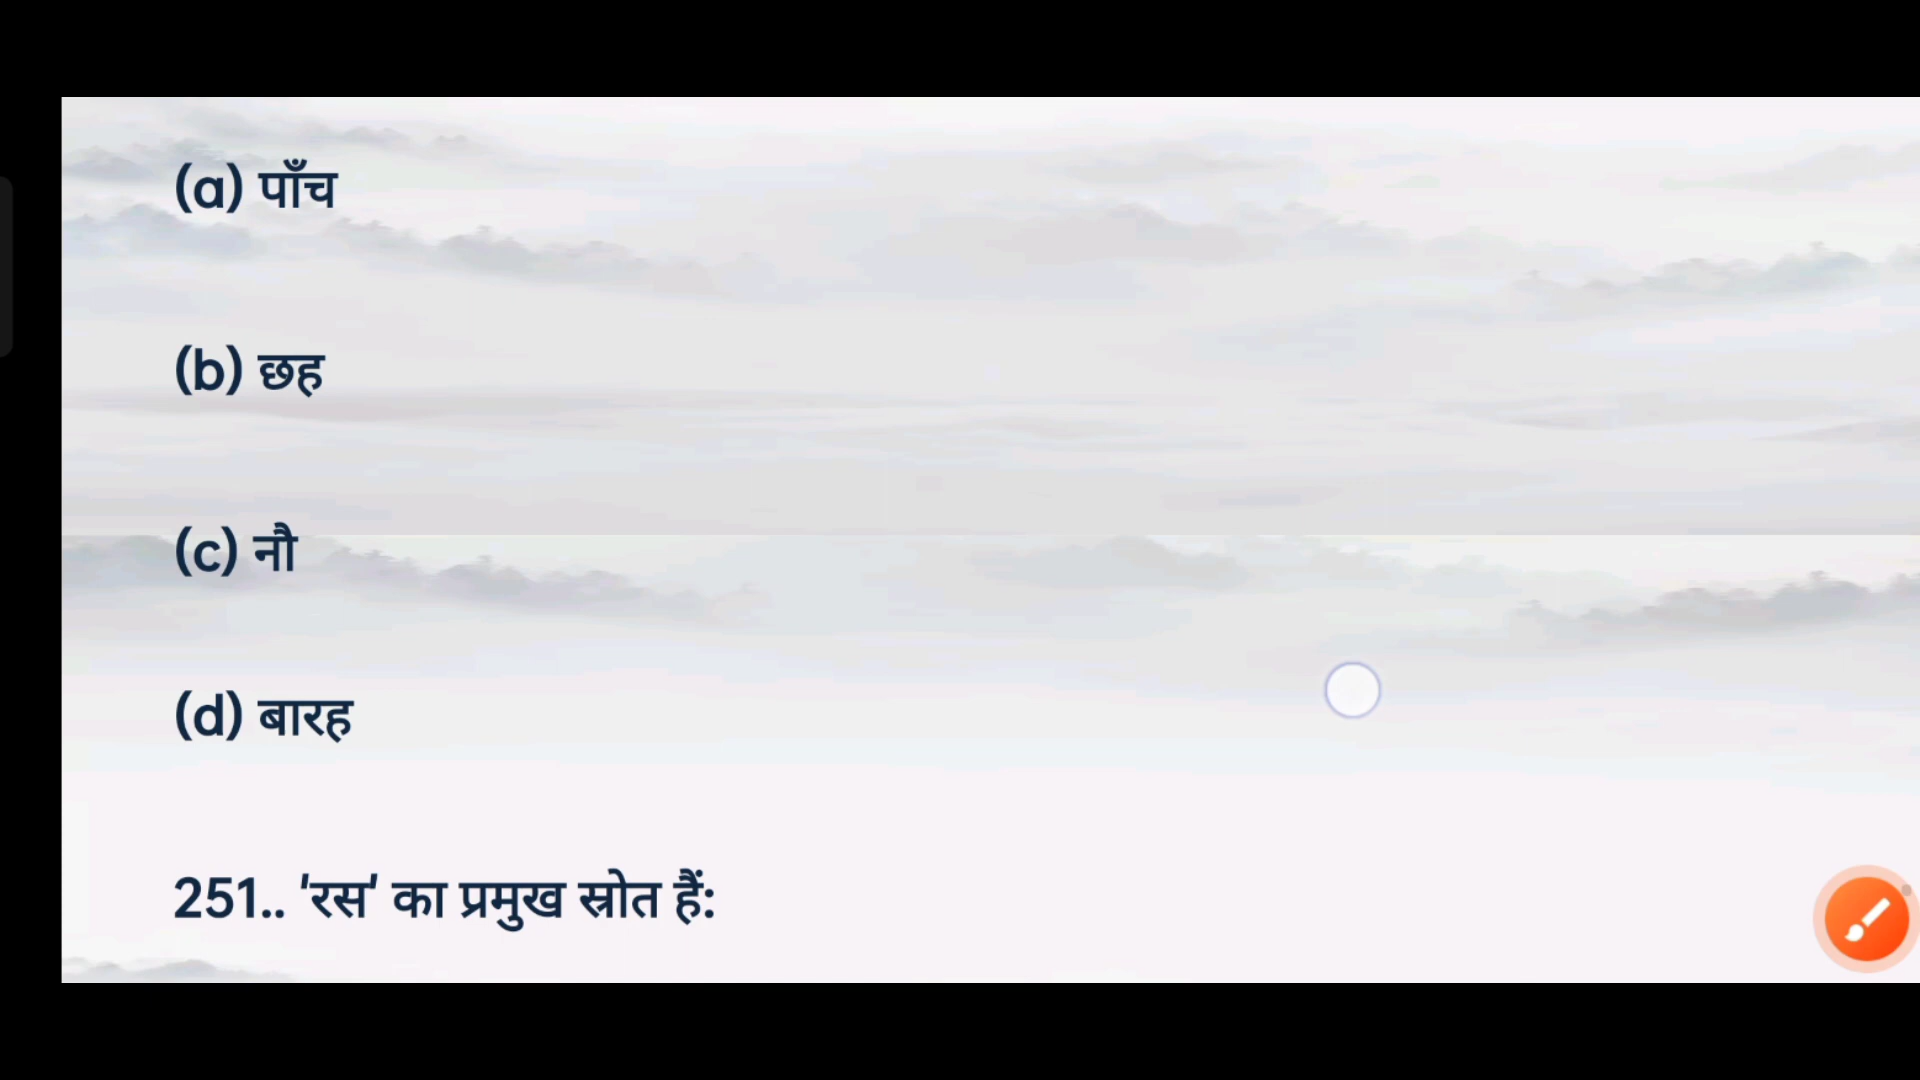 (a) पाँच
(b) छह
(c) नौ
(d) बारह
251.. 'रस' का प्रमुख स्रोत हैं: